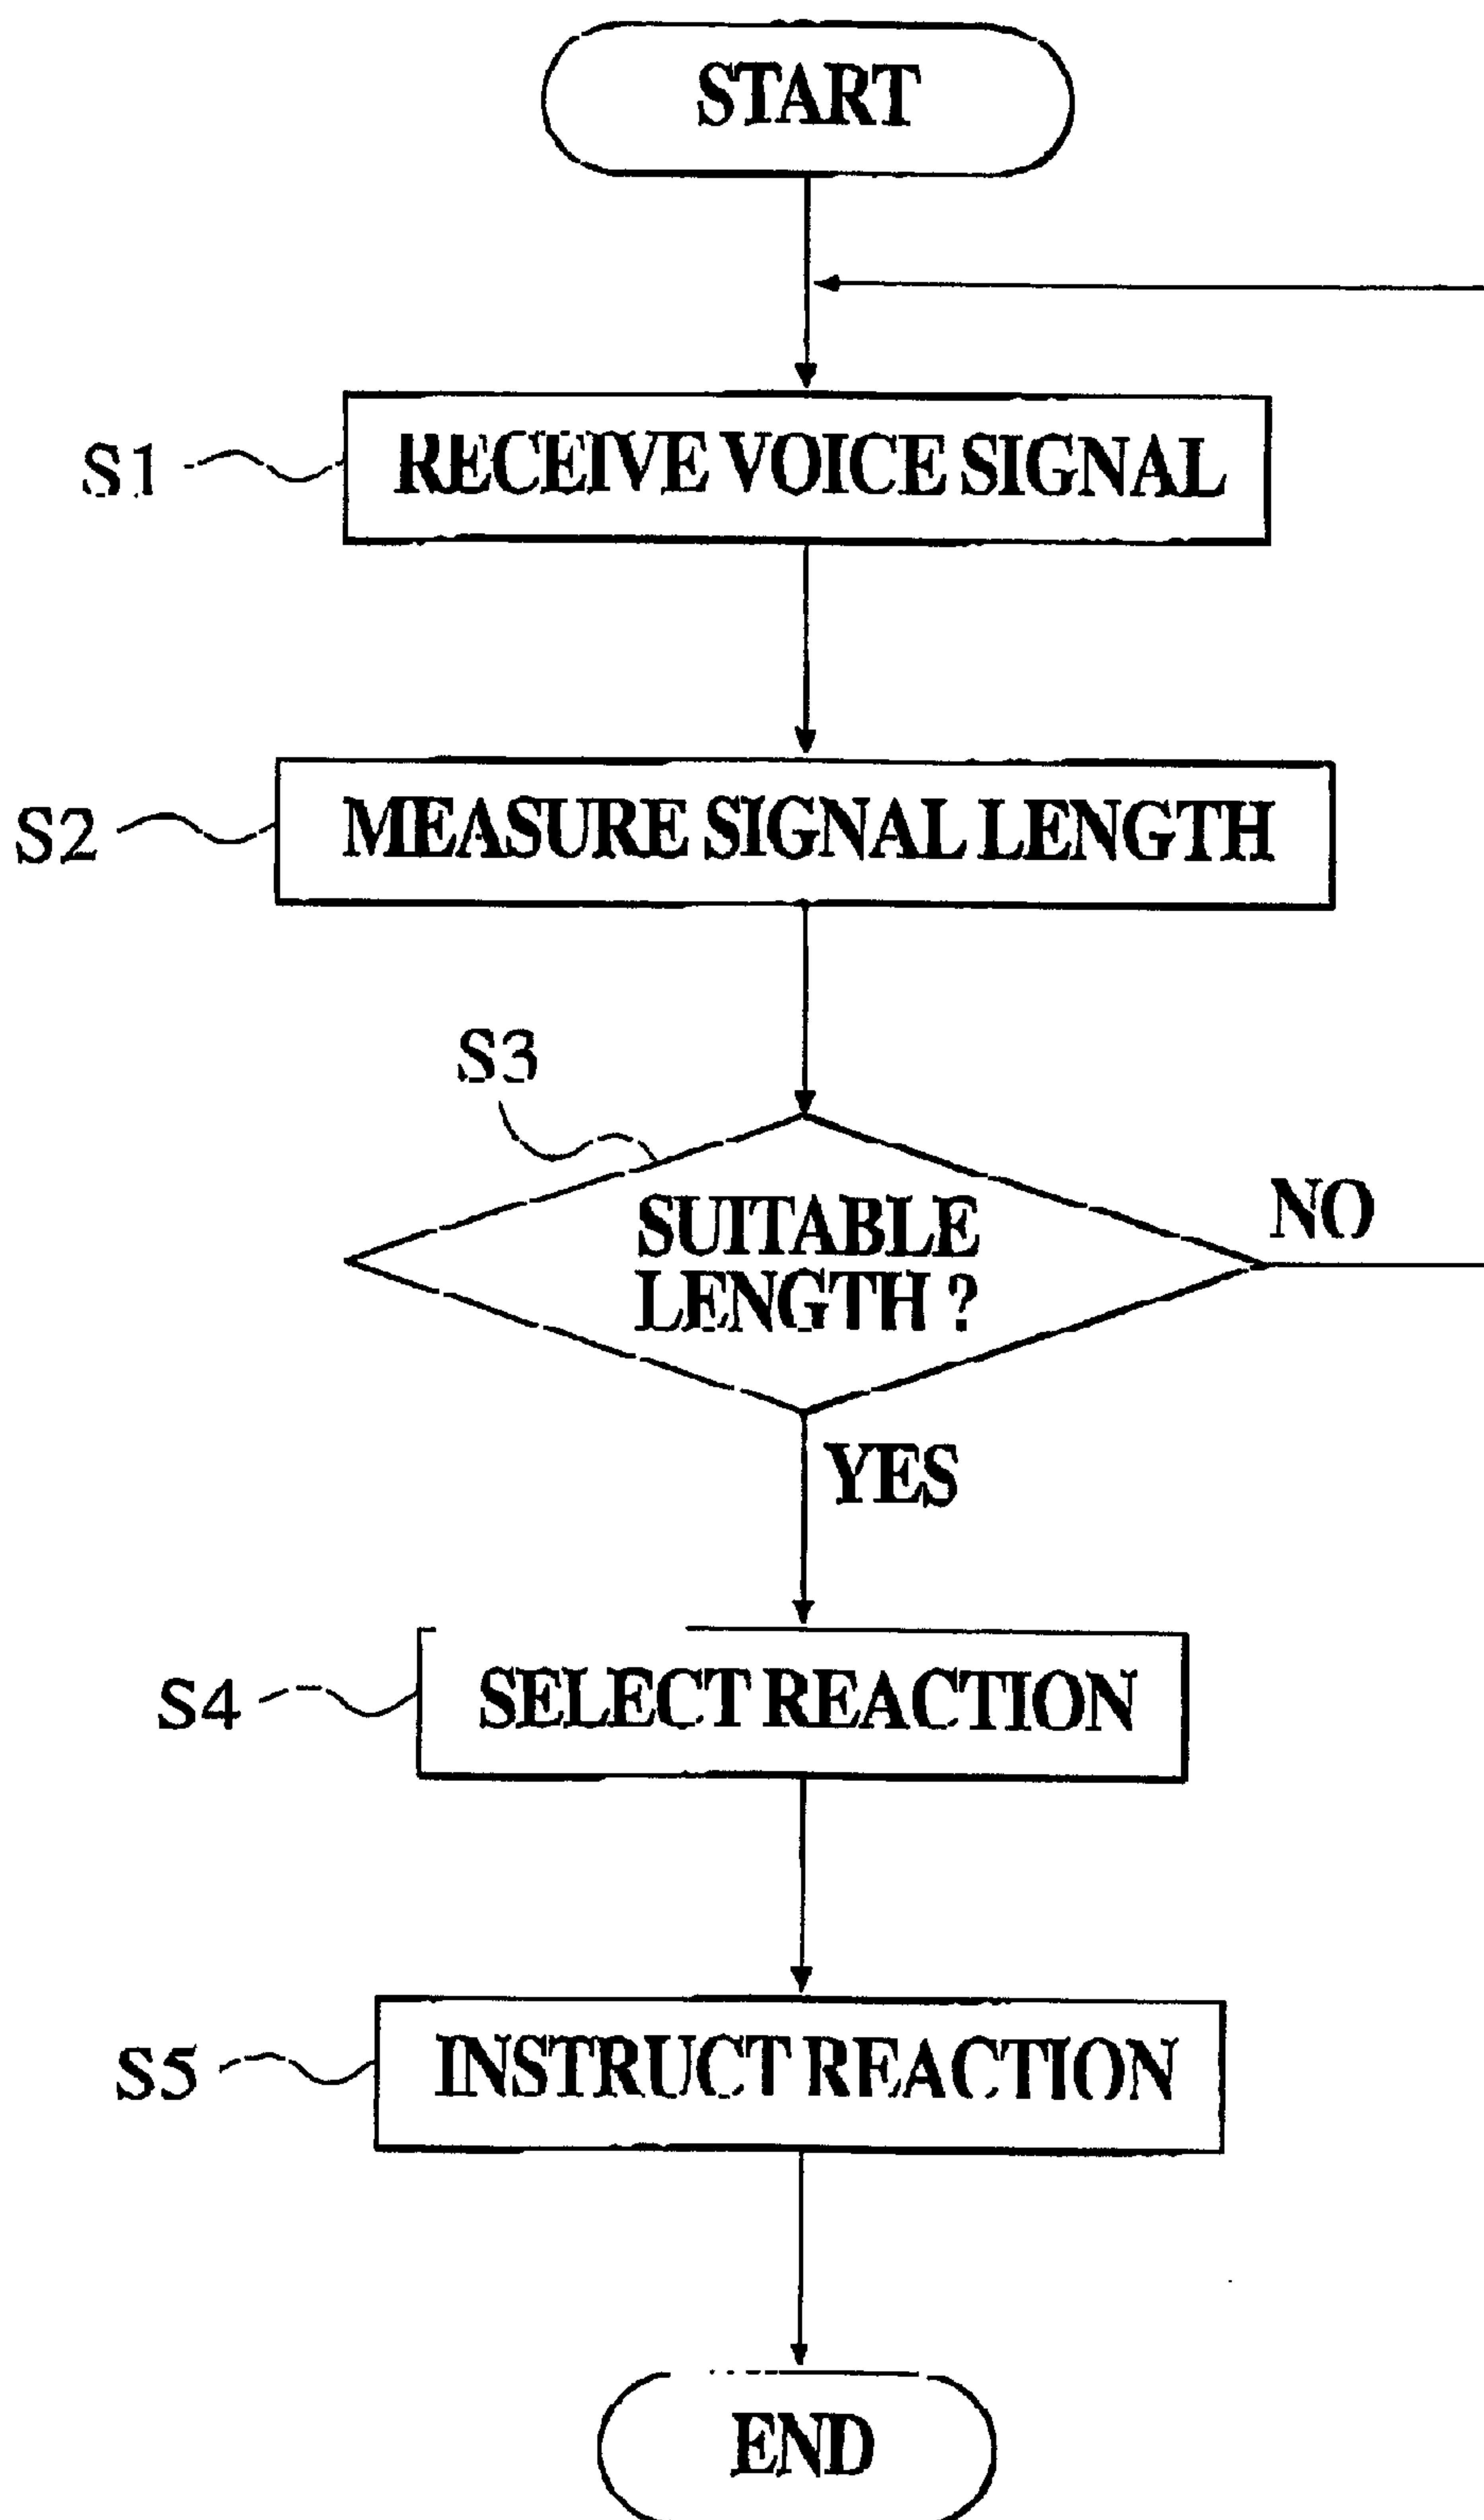 START
S1
RECEIVE VOICE SIGNAL
S2
MEASURE SIGNAL LENGTH
S3
SUITABLE
LENGTH ?
NO
YES
S4
SELECT REACTION
S5
INSTRUCT REACTION
END